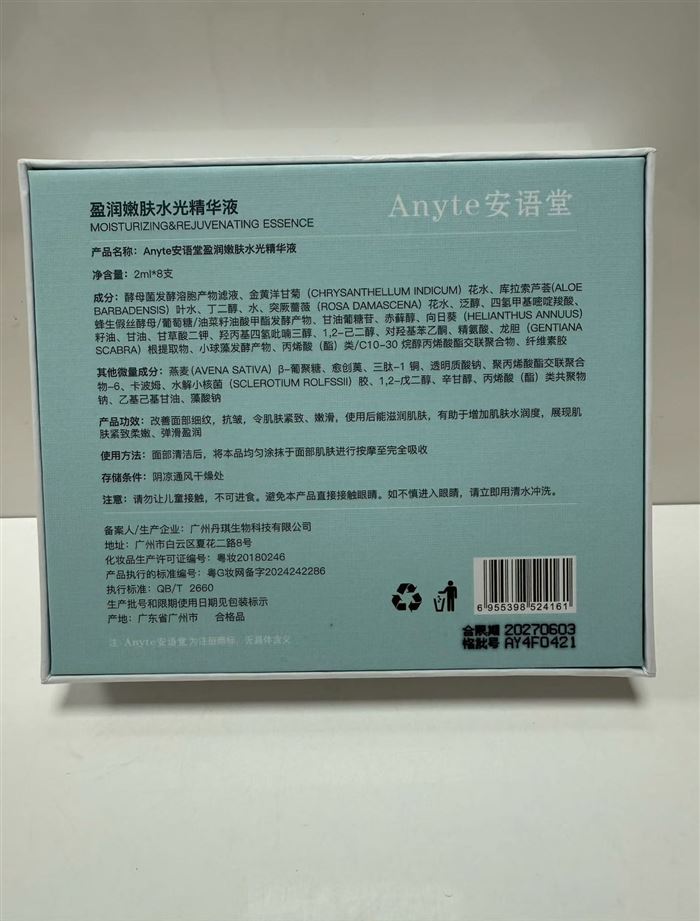 盈润嫩肤水光精华液
MOISTURIZING&REJUVENATING ESSENCE
Anyte安语堂
产品名称：Anyte安语堂盈润嫩肤水光精华液
净含量：2ml*8支
成分：酵母菌发酵溶胞产物滤液、金黄洋甘菊（CHRYSANTHELLUM INDICUM）花水、库拉索芦荟(ALOE
BARBADENSIS) 叶水、丁二醇、水、突厥蔷薇（ROSA DAMASCENA）花水、泛醇、四氢甲基嘧啶羧酸、
蜂生假丝酵母/葡萄糖/油菜籽油酸甲酯发酵产物、甘油葡糖苷、赤藓醇、向日葵 (HELIANTHUS ANNUUS)
籽油、甘油、甘草酸二钾、羟丙基四氢吡喃三醇、1,2-己二醇、对羟基苯乙酮、精氨酸、龙胆（GENTIANA
SCABRA）根提取物、小球藻发酵产物、丙烯酸（酯）类/C10-30 烷醇丙烯酸酯交联聚合物、纤维素胶
其他微量成分：燕麦(AVENA SATIVA) β-葡聚糖、愈创薁、三肽-1 铜、透明质酸钠、聚丙烯酸酯交联聚合
物-6、卡波姆、水解小核菌 (SCLEROTIUM ROLFSSII）胶、1,2-戊二醇、辛甘醇、丙烯酸（酯）类共聚物
钠、乙基己基甘油、藻酸钠
产品功效：改善面部细纹，抗皱，令肌肤紧致、嫩滑，使用后能滋润肌肤，有助于增加肌肤水润度，展现肌
肤紧致柔嫩、弹滑盈润
使用方法：面部清洁后，将本品均匀涂抹于面部肌肤进行按摩至完全吸收
存储条件：阴凉通风干燥处
注意：请勿让儿童接触，不可进食。避免本产品直接接触眼睛。如不慎进入眼睛，请立即用清水冲洗。
备案人/生产企业：广州丹琪生物科技有限公司
地址：广州市白云区夏花二路8号
化妆品生产许可证编号：粤妆20180246
产品执行的标准编号：粤G妆网备字2024242286
执行标准：QB/T 2660
生产批号和限期使用日期见包装标示
产地：广东省广州市 合格品
注：Anyte安语堂为注册商标，无具体含义
6 955398 524161
合限期 20270603
格批号 AY4F0421